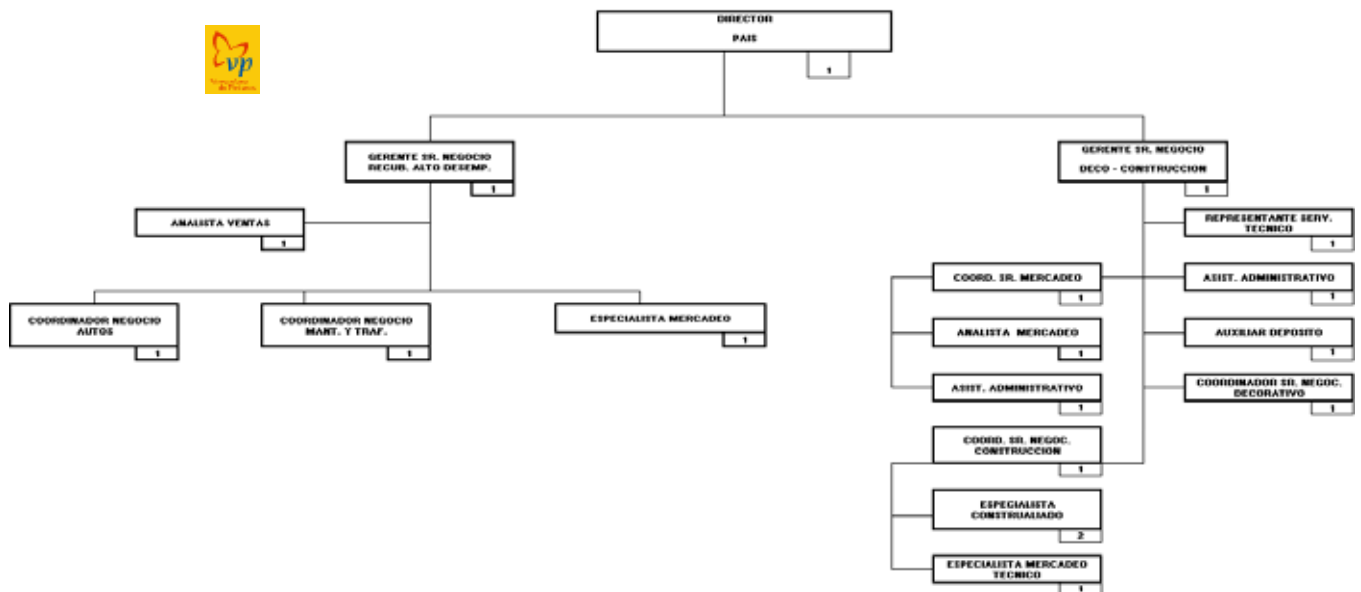 DIRECTOR
PAIS
1
vp
GERENTE SR. NEGOCIO
RECUB. ALTO DESEMP.
1
GERENTE SR. NEGOCIO
DECO - CONSTRUCCION
1
ANALISTA VENTAS
1
COORDINADOR NEGOCIO
AUTOS
1
COORDINADOR NEGOCIO
MANT. Y TRAF.
1
ESPECIALISTA MERCADEO
1
REPRESENTANTE SERV.
TECNICO
1
COORD. SR. MERCADEO
1
ASIST. ADMINISTRATIVO
1
ANALISTA MERCADEO
1
AUXILIAR DEPOSITO
1
ASIST. ADMINISTRATIVO
1
COORDINADOR SR. NEGOC.
DECORATIVO
1
COORD. SR. NEGOC.
CONSTRUCCION
1
ESPECIALISTA
CONSTRUALIADO
2
ESPECIALISTA MERCADEO
TECNICO
1